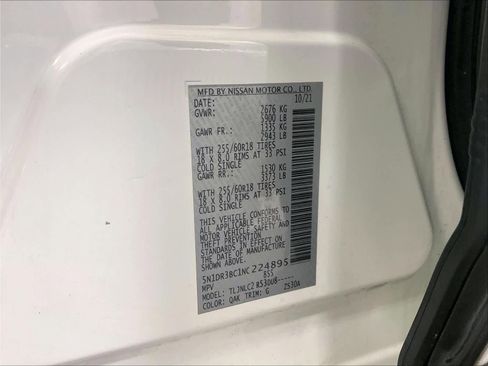 MFD BY NISSAN MOTOR CO., LTD.
DATE: 10/21
GVWR: 2676 KG
5900 LB
GAWR FR.: 1335 KG
2943 LB
WITH 255/60R18 TIRES
18 X 8.0 RIMS AT 33 PSI
COLD SINGLE
GAWR RR.: 1530 KG
3373 LB
WITH 255/60R18 TIRES
18 X 8.0 RIMS AT 33 PSI
COLD SINGLE
THIS VEHICLE CONFORMS TO
ALL APPLICABLE FEDERAL
MOTOR VEHICLE SAFETY AND
THEFT PREVENTION
STANDARDS IN EFFECT ON
THE DATE OF MANUFACTURE
SHOWN ABOVE.
5N1DR3BC1NC224895
MPV BSS
MODEL: TLJNLC2 R53DU8-----
COLOR: QAK TRIM: G ZS30A